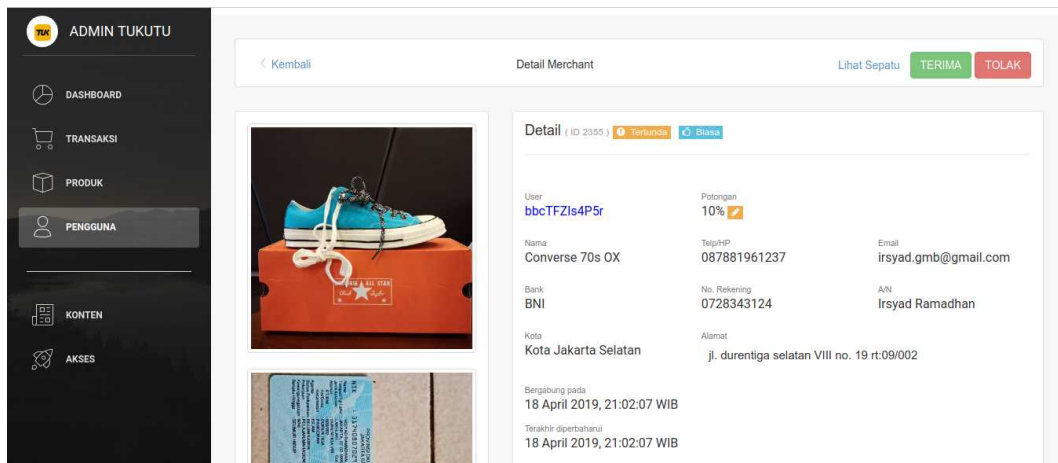 TUK
ADMIN TUKUTU
DASHBOARD
TRANSAKSI
PRODUK
PENGGUNA
KONTEN
AKSES
Kembali
Detail Merchant
Lihat Sepatu
TERIMA
TOLAK
ALL STAR
Detail ( ID 2355 ) Tertunda Biasa
User
bbcTFZIs4P5r
Potongan
10%
Nama
Converse 70s OX
Telp/HP
087881961237
Email
irsyad.gmb@gmail.com
Bank
BNI
No. Rekening
0728343124
A/N
Irsyad Ramadhan
Kota
Kota Jakarta Selatan
Alamat
jl. durentiga selatan VIII no. 19 rt:09/002
Bergabung pada
18 April 2019, 21:02:07 WIB
Terakhir diperbaharui
18 April 2019, 21:02:07 WIB
NIK